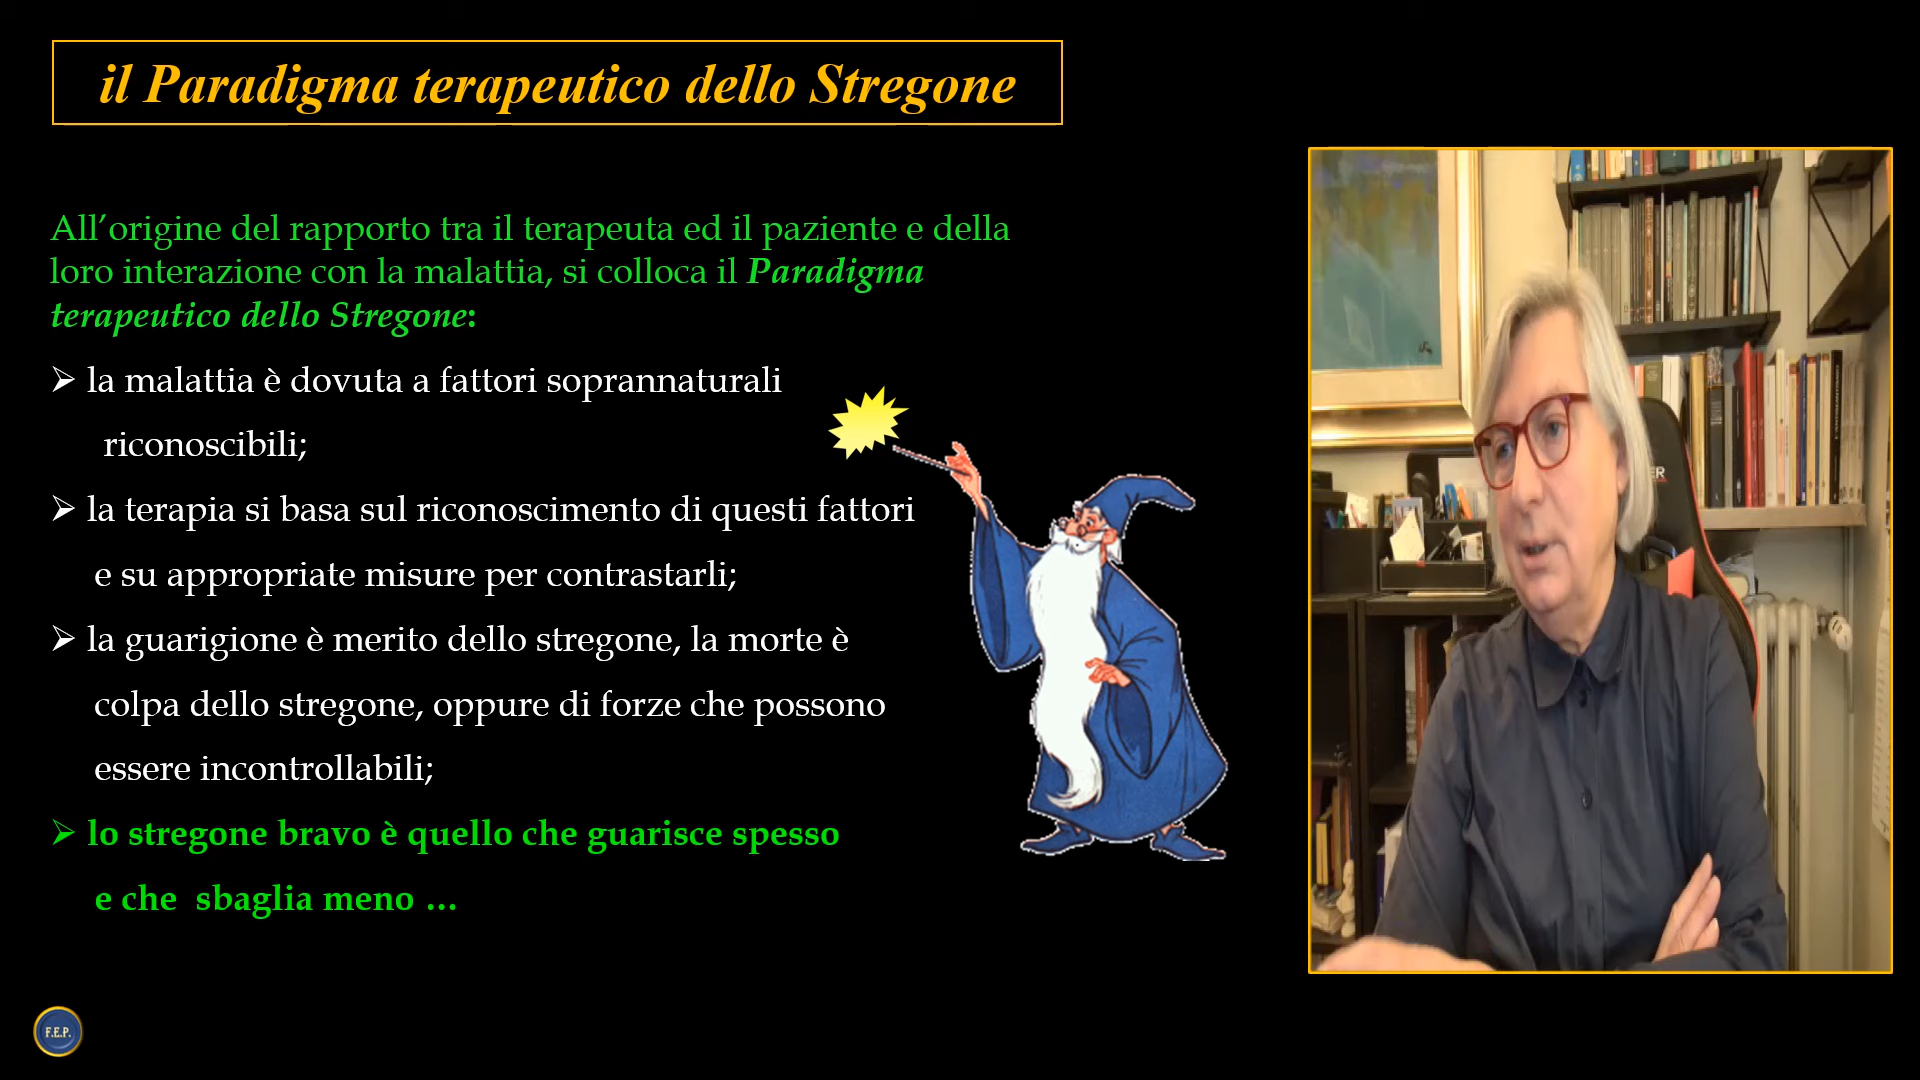 il Paradigma terapeutico dello Stregone
All’origine del rapporto tra il terapeuta ed il paziente e della
loro interazione con la malattia, si colloca il Paradigma
terapeutico dello Stregone:
➢ la malattia è dovuta a fattori soprannaturali
riconoscibili;
➢ la terapia si basa sul riconoscimento di questi fattori
e su appropriate misure per contrastarli;
➢ la guarigione è merito dello stregone, la morte è
colpa dello stregone, oppure di forze che possono
essere incontrollabili;
➢ lo stregone bravo è quello che guarisce spesso
e che sbaglia meno …
F.E.P.